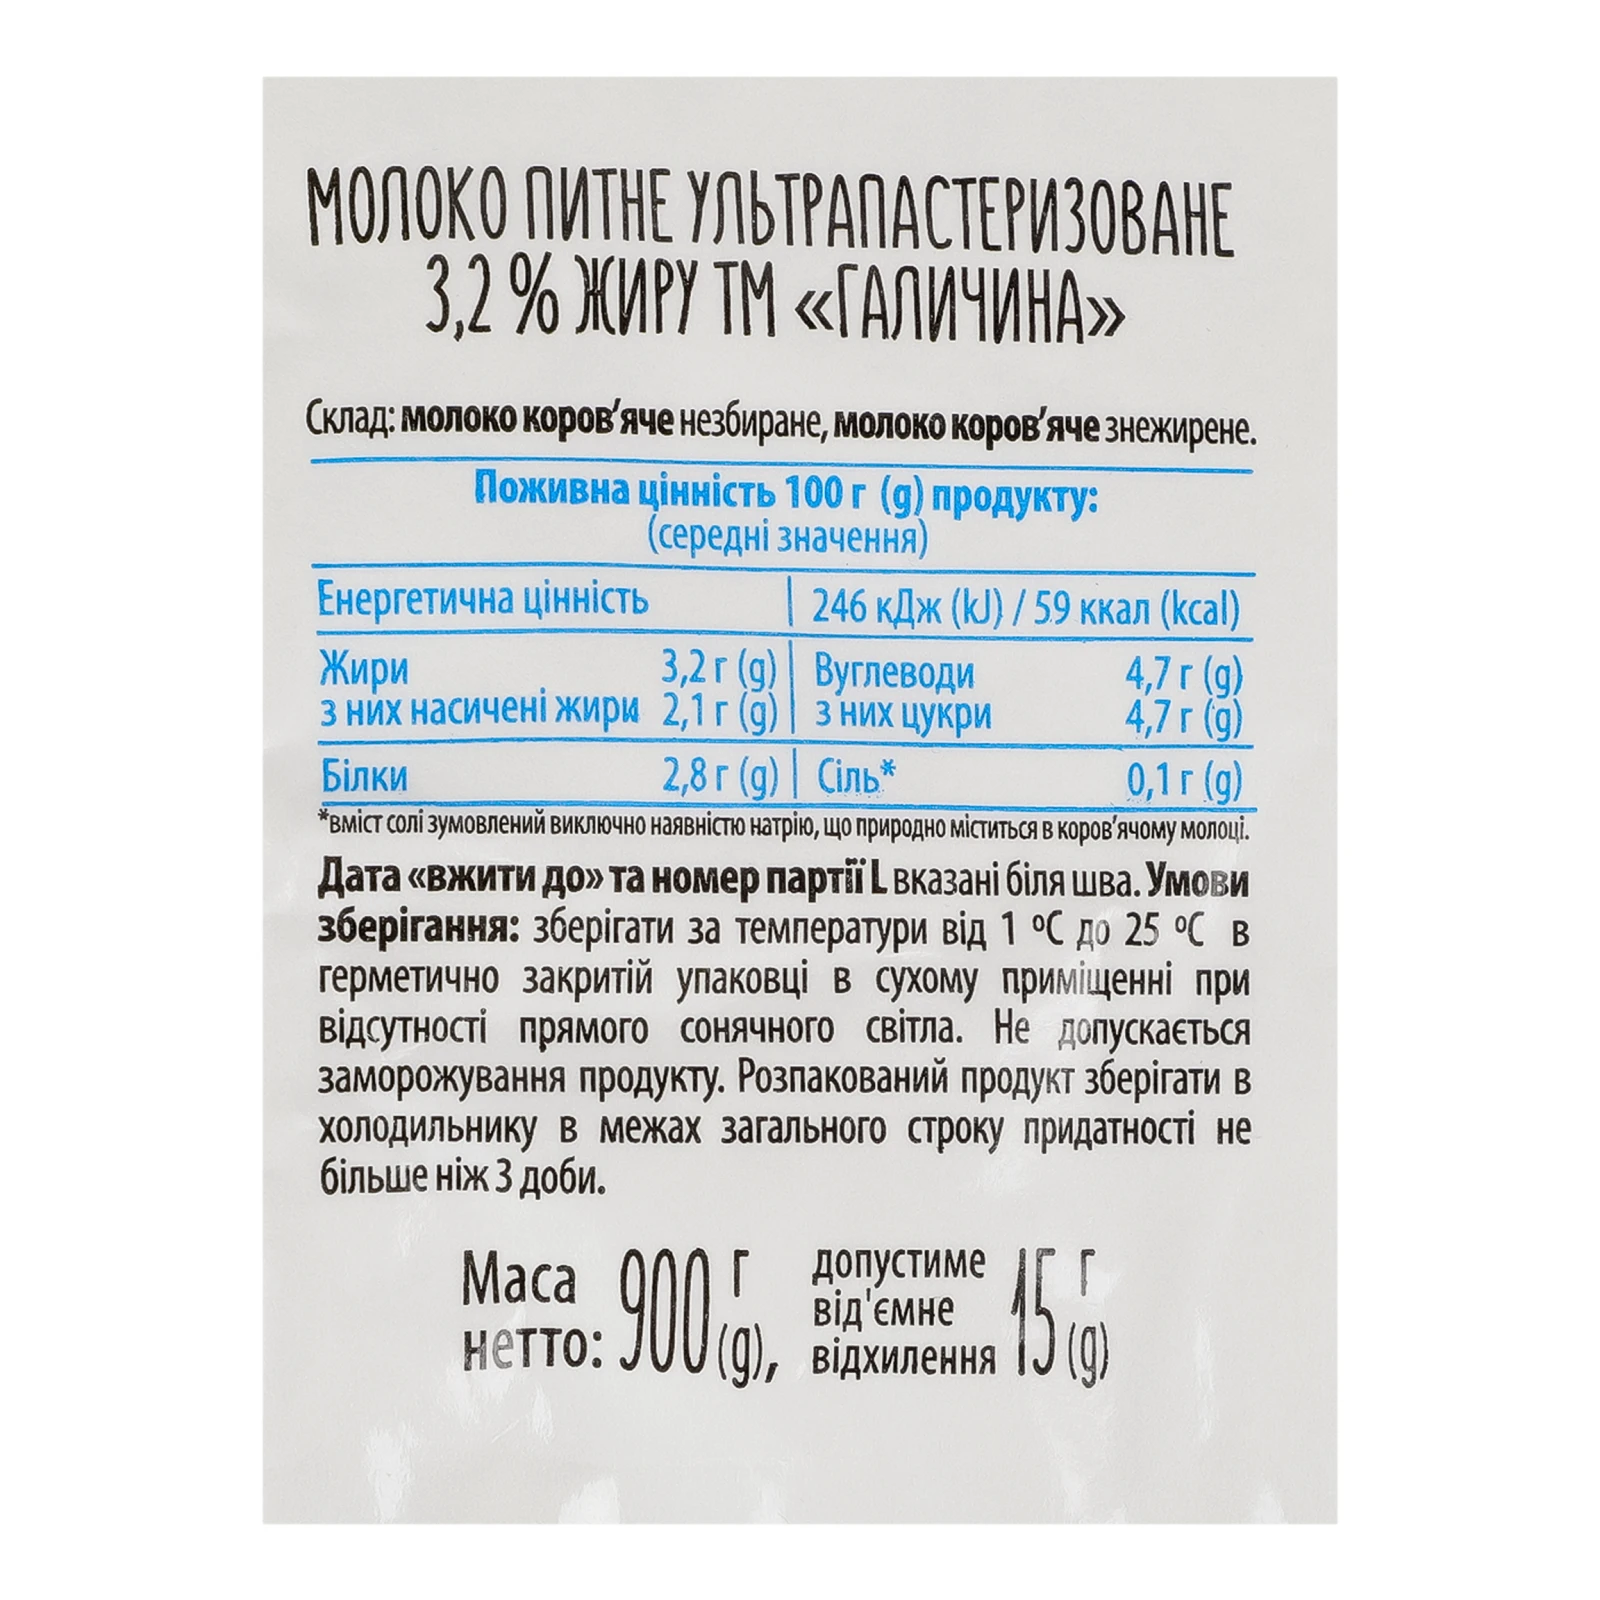 МОЛОКО ПИТНЕ УЛЬТРАПАСТЕРИЗОВАНЕ
3,2 % ЖИРУ ТМ «ГАЛИЧИНА»
Склад: молоко коров'яче незбиране, молоко коров'яче знежирене.
Поживна цінність 100 г (g) продукту:
(середні значення)
Енергетична цінність | 246 кДж (kJ) / 59 ккал (kcal)
Жири 3,2 г (g) | Вуглеводи 4,7 г (g)
з них насичені жири 2,1 г (g) | з них цукри 4,7 г (g)
Білки 2,8 г (g) | Сіль* 0,1 г (g)
*вміст солі зумовлений виключно наявністю натрію, що природно міститься в коров'ячому молоці.
Дата «вжити до» та номер партії L вказані біля шва. Умови
зберігання: зберігати за температури від 1 ºC до 25 ºC в
герметично закритій упаковці в сухому приміщенні при
відсутності прямого сонячного світла. Не допускається
заморожування продукту. Розпакований продукт зберігати в
холодильнику в межах загального строку придатності не
більше ніж 3 доби.
Маса нетто: 900 г (g), допустиме від'ємне відхилення 15 г (g)